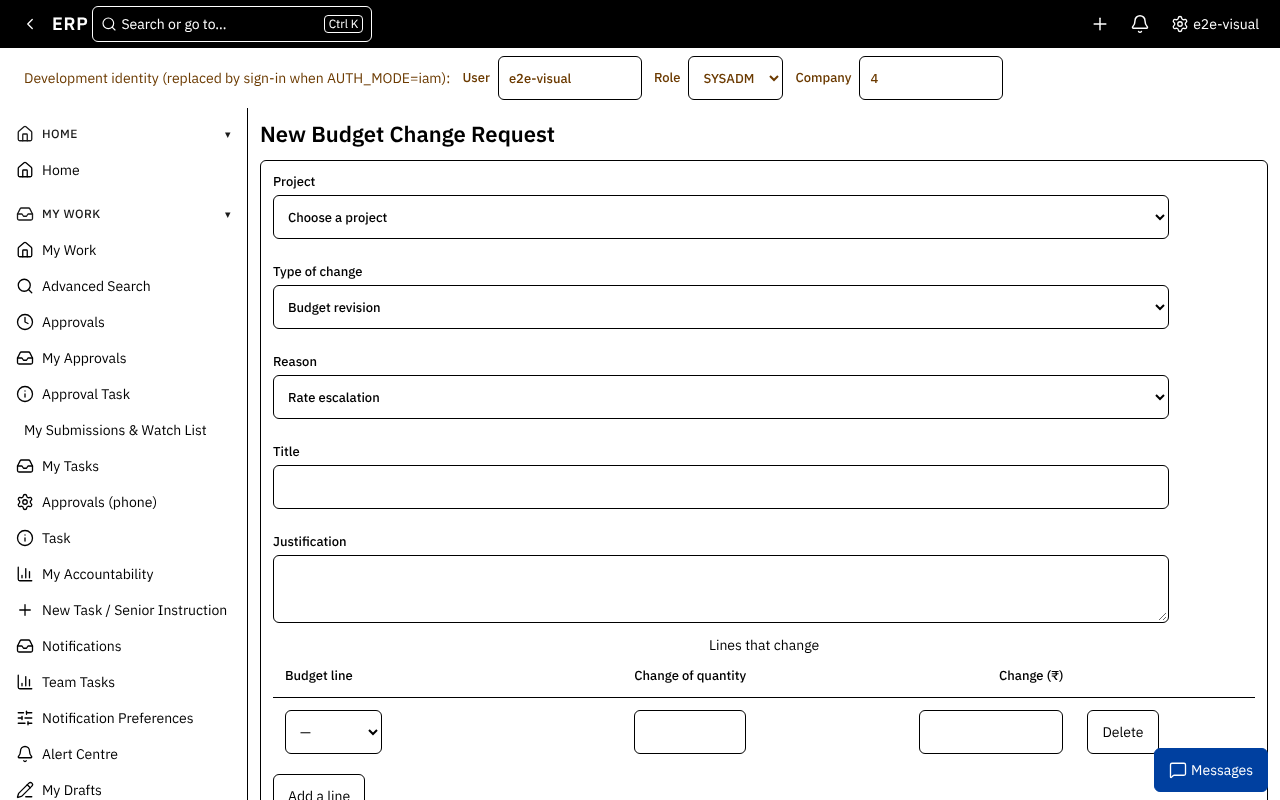 ERP
Search or go to...
Ctrl K
e2e-visual
Development identity (replaced by sign-in when AUTH_MODE=iam):
User
e2e-visual
Role
SYSADM
Company
4
HOME
Home
MY WORK
My Work
Advanced Search
Approvals
My Approvals
Approval Task
My Submissions & Watch List
My Tasks
Approvals (phone)
Task
My Accountability
New Task / Senior Instruction
Notifications
Team Tasks
Notification Preferences
Alert Centre
My Drafts
New Budget Change Request
Project
Choose a project
Type of change
Budget revision
Reason
Rate escalation
Title
Justification
Lines that change
Budget line
Change of quantity
Change (₹)
—
Delete
Add a line
Messages